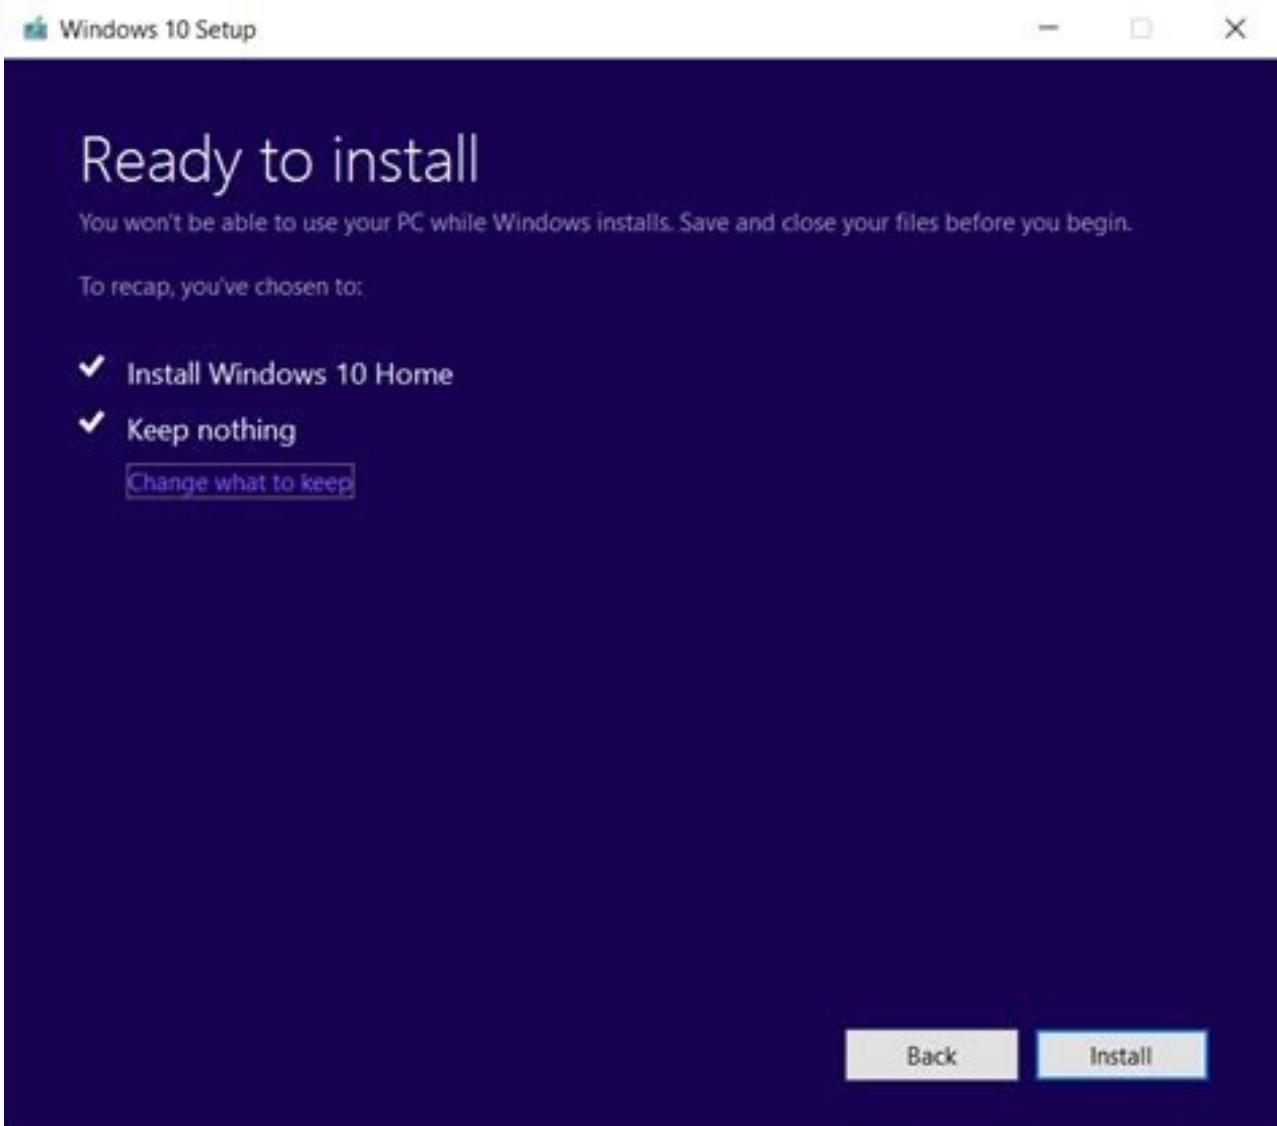 Windows 10 Setup
Ready to install
You won't be able to use your PC while Windows installs. Save and close your files before you begin.
To recap, you've chosen to:
Install Windows 10 Home
Keep nothing
Change what to keep
Back
Install